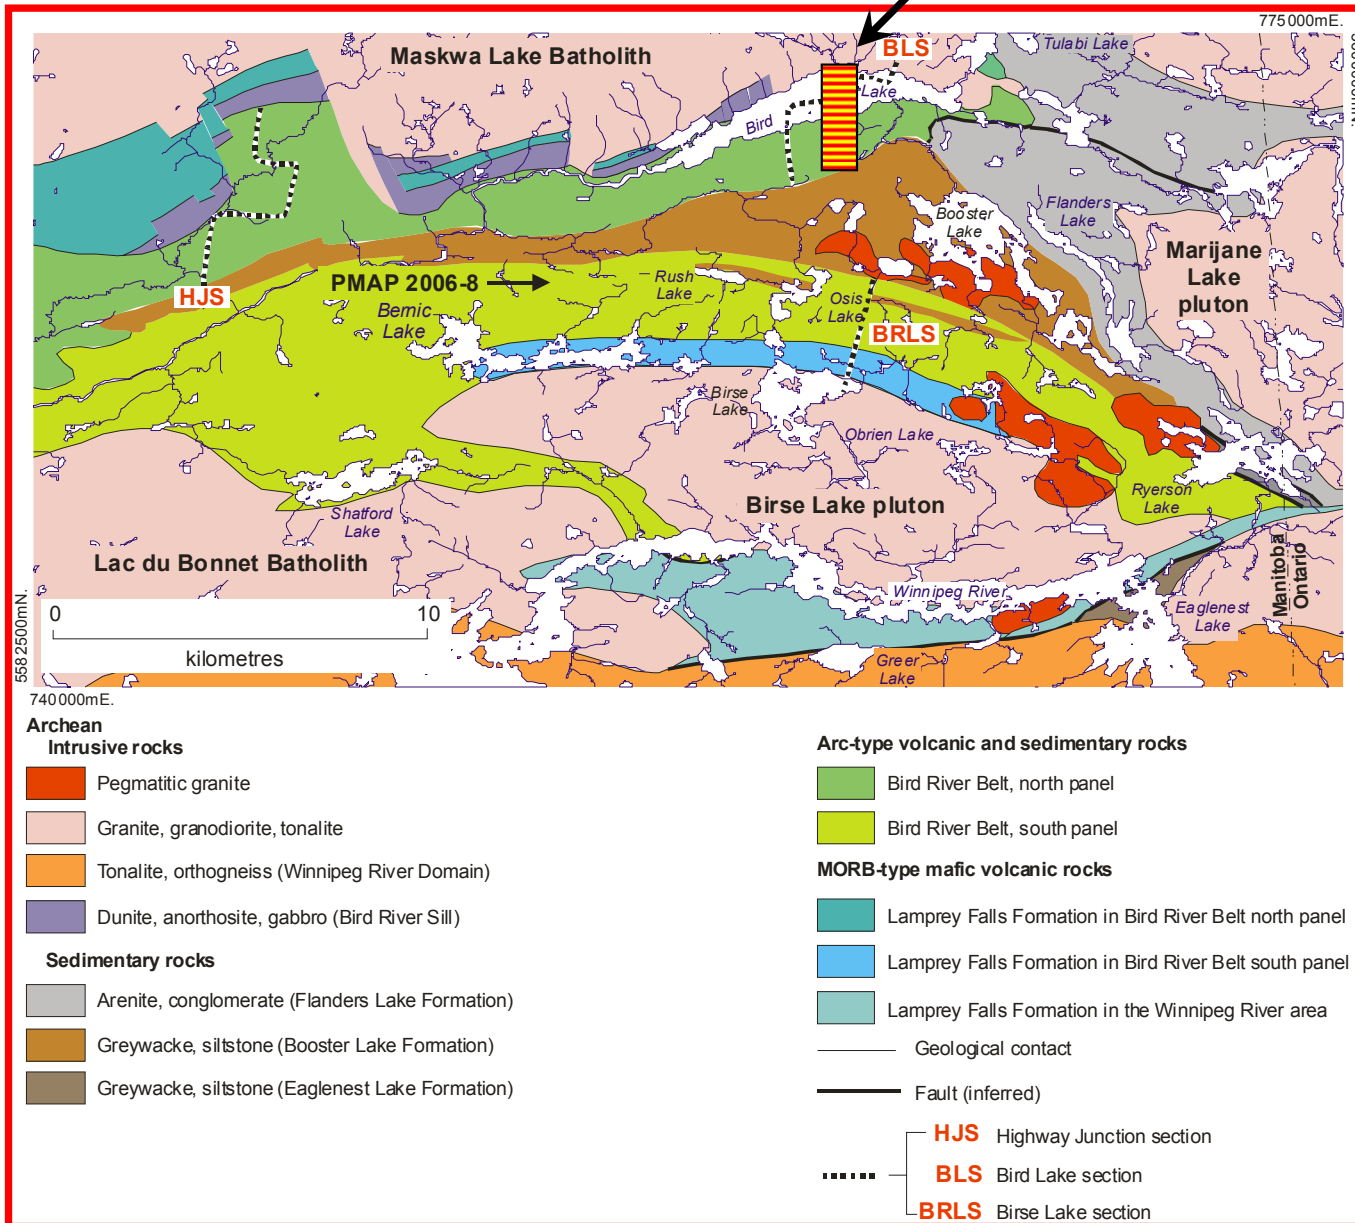 775 000mE.
Maskwa Lake Batholith
BLS
Tulabi Lake
Lake
Bird
Booster
Lake
Flanders
Lake
Marijane
Lake
pluton
HJS
PMAP 2006-8
Rush
Lake
Bernic
Lake
Osis
Lake
BRLS
Birse
Lake
Obrien Lake
Birse Lake pluton
Ryerson
Lake
Shatford
Lake
Lac du Bonnet Batholith
Winnipeg River
Manitoba
Ontario
Eaglenest
Lake
Greer
Lake
0 10
kilometres
5582500mN.
740 000mE.
Archean
Intrusive rocks
Pegmatitic granite
Granite, granodiorite, tonalite
Tonalite, orthogneiss (Winnipeg River Domain)
Dunite, anorthosite, gabbro (Bird River Sill)
Sedimentary rocks
Arenite, conglomerate (Flanders Lake Formation)
Greywacke, siltstone (Booster Lake Formation)
Greywacke, siltstone (Eaglenest Lake Formation)
Arc-type volcanic and sedimentary rocks
Bird River Belt, north panel
Bird River Belt, south panel
MORB-type mafic volcanic rocks
Lamprey Falls Formation in Bird River Belt north panel
Lamprey Falls Formation in Bird River Belt south panel
Lamprey Falls Formation in the Winnipeg River area
Geological contact
Fault (inferred)
HJS Highway Junction section
BLS Bird Lake section
BRLS Birse Lake section